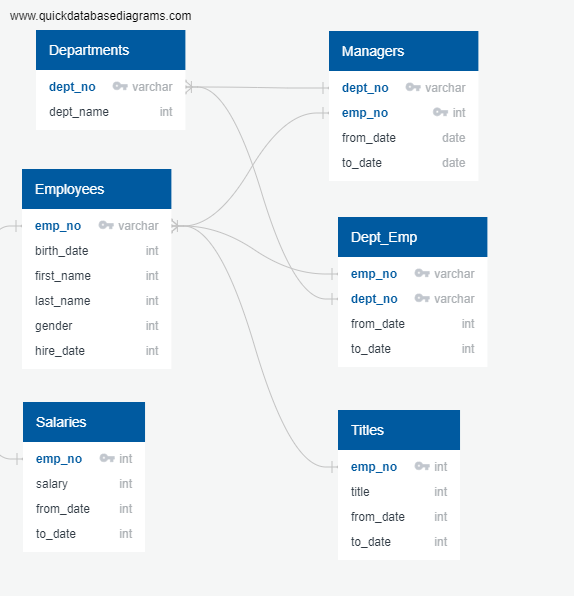 www.quickdatabasediagrams.com
Departments
dept_no varchar
dept_name int
Managers
dept_no varchar
emp_no int
from_date date
to_date date
Employees
emp_no varchar
birth_date int
first_name int
last_name int
gender int
hire_date int
Dept_Emp
emp_no varchar
dept_no varchar
from_date int
to_date int
Salaries
emp_no int
salary int
from_date int
to_date int
Titles
emp_no int
title int
from_date int
to_date int